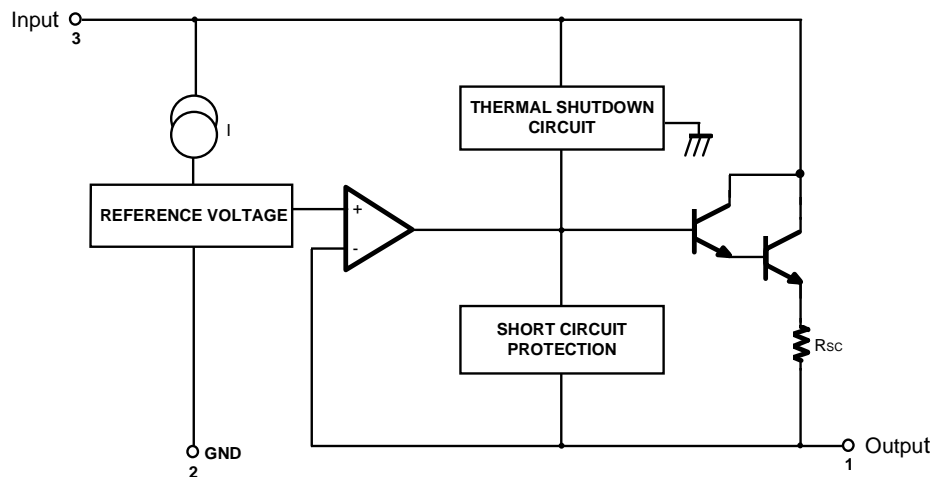 Input
3
I
THERMAL SHUTDOWN
CIRCUIT
REFERENCE VOLTAGE
+
-
SHORT CIRCUIT
PROTECTION
RSC
GND
2
Output
1